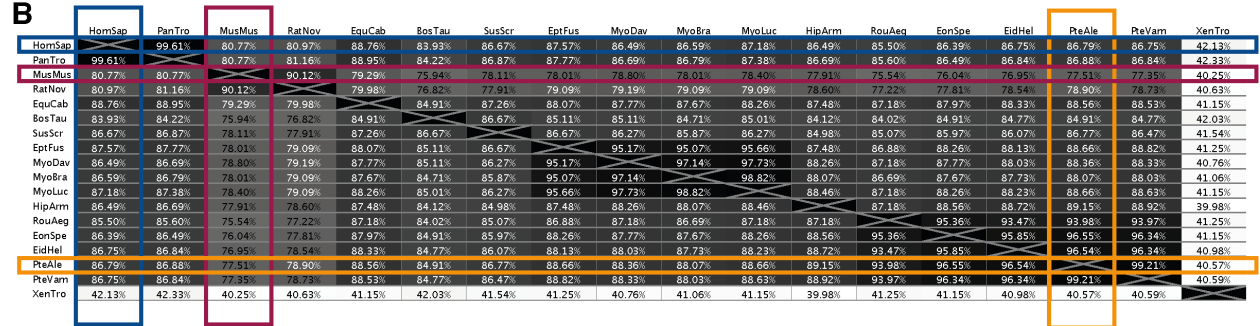 B
HomSap PanTro MusMus RatNov EquCab BosTau SusScr EptFus MyoDav MyoBra MyoLuc HipArm RouAeg EonSpe EidHel PteAle PteVam XenTro
HomSap 99.61% 80.77% 80.97% 88.76% 83.93% 86.67% 87.57% 86.49% 86.59% 87.18% 86.49% 85.50% 86.39% 86.75% 86.79% 86.75% 42.13%
PanTro 99.61% 80.77% 81.16% 88.95% 84.22% 86.87% 87.77% 86.69% 86.79% 87.38% 86.69% 85.60% 86.49% 86.84% 86.88% 86.84% 42.33%
MusMus 80.77% 80.77% 90.12% 79.29% 75.94% 78.11% 78.01% 78.80% 78.01% 78.40% 77.91% 75.54% 76.04% 76.95% 77.51% 77.35% 40.25%
RatNov 80.97% 81.16% 90.12% 79.98% 76.82% 77.91% 79.09% 79.19% 79.09% 79.09% 78.60% 77.22% 77.81% 78.54% 78.90% 78.73% 40.63%
EquCab 88.76% 88.95% 79.29% 79.98% 84.91% 87.26% 88.07% 87.77% 87.67% 88.26% 87.48% 87.18% 87.97% 88.33% 88.56% 88.53% 41.15%
BosTau 83.93% 84.22% 75.94% 76.82% 84.91% 86.67% 85.11% 85.11% 84.71% 85.01% 84.12% 84.02% 84.91% 84.77% 84.91% 84.77% 42.03%
SusScr 86.67% 86.87% 78.11% 77.91% 87.26% 86.67% 86.67% 86.27% 85.87% 86.27% 84.98% 85.07% 85.97% 86.07% 86.77% 86.47% 41.54%
EptFus 87.57% 87.77% 78.01% 79.09% 88.07% 85.11% 86.67% 95.17% 95.07% 95.66% 87.48% 86.88% 88.26% 88.13% 88.66% 88.82% 41.25%
MyoDav 86.49% 86.69% 78.80% 79.19% 87.77% 85.11% 86.27% 95.17% 97.14% 97.73% 88.26% 87.18% 87.77% 88.03% 88.36% 88.33% 40.76%
MyoBra 86.59% 86.79% 78.01% 79.09% 87.67% 84.71% 85.87% 95.07% 97.14% 98.82% 88.07% 86.69% 87.67% 87.73% 88.07% 88.03% 41.06%
MyoLuc 87.18% 87.38% 78.40% 79.09% 88.26% 85.01% 86.27% 95.66% 97.73% 98.82% 88.46% 87.18% 88.26% 88.23% 88.66% 88.63% 41.15%
HipArm 86.49% 86.69% 77.91% 78.60% 87.48% 84.12% 84.98% 87.48% 88.26% 88.07% 88.46% 87.18% 88.56% 88.72% 89.15% 88.92% 39.98%
RouAeg 85.50% 85.60% 75.54% 77.22% 87.18% 84.02% 85.07% 86.88% 87.18% 86.69% 87.18% 87.18% 95.36% 93.47% 93.98% 93.97% 41.25%
EonSpe 86.39% 86.49% 76.04% 77.81% 87.97% 84.91% 85.97% 88.26% 87.77% 87.67% 88.26% 88.56% 95.36% 95.85% 96.55% 96.34% 41.15%
EidHel 86.75% 86.84% 76.95% 78.54% 88.33% 84.77% 86.07% 88.13% 88.03% 87.73% 88.23% 88.72% 93.47% 95.85% 96.54% 96.34% 40.98%
PteAle 86.79% 86.88% 77.51% 78.90% 88.56% 84.91% 86.77% 88.66% 88.36% 88.07% 88.66% 89.15% 93.98% 96.55% 96.54% 99.21% 40.57%
PteVam 86.75% 86.84% 77.35% 78.73% 88.53% 84.77% 86.47% 88.82% 88.33% 88.03% 88.63% 88.92% 93.97% 96.34% 96.34% 99.21% 40.59%
XenTro 42.13% 42.33% 40.25% 40.63% 41.15% 42.03% 41.54% 41.25% 40.76% 41.06% 41.15% 39.98% 41.25% 41.15% 40.98% 40.57% 40.59%